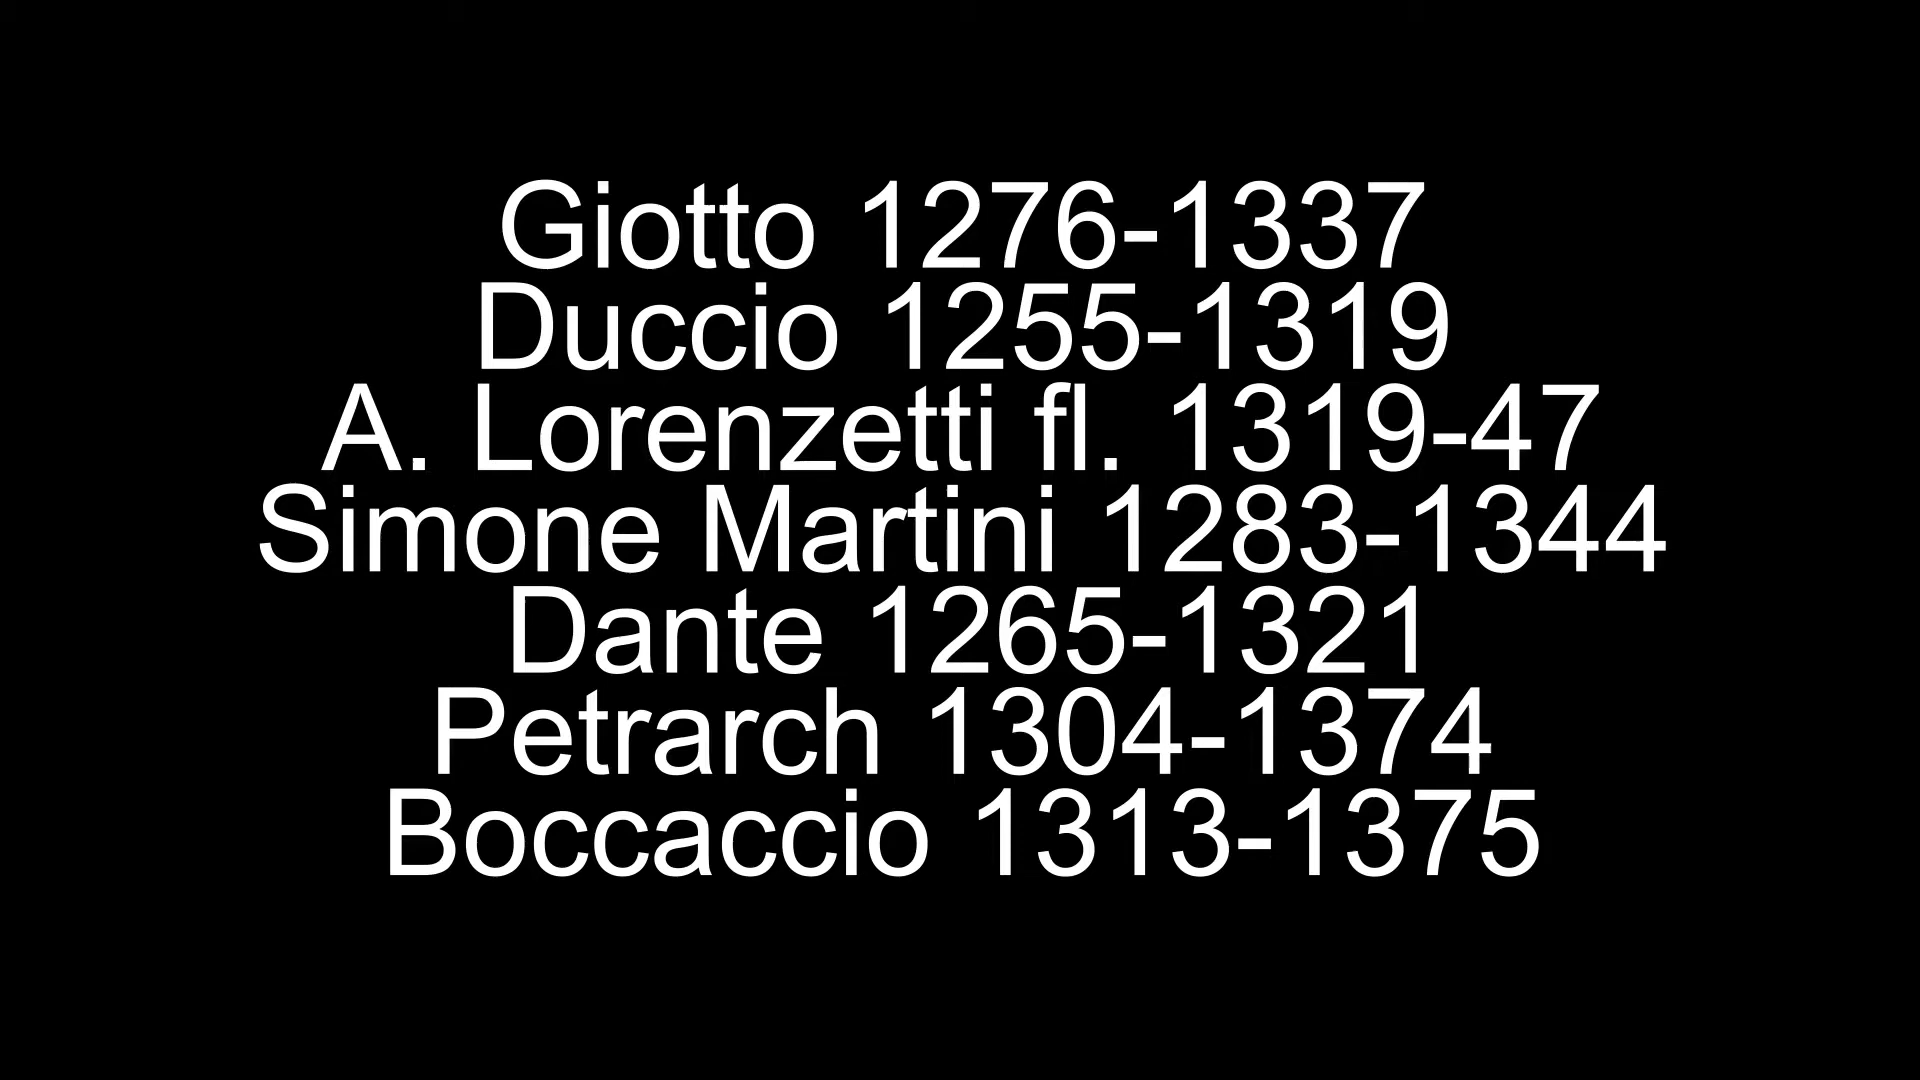 Giotto 1276-1337
Duccio 1255-1319
A. Lorenzetti fl. 1319-47
Simone Martini 1283-1344
Dante 1265-1321
Petrarch 1304-1374
Boccaccio 1313-1375